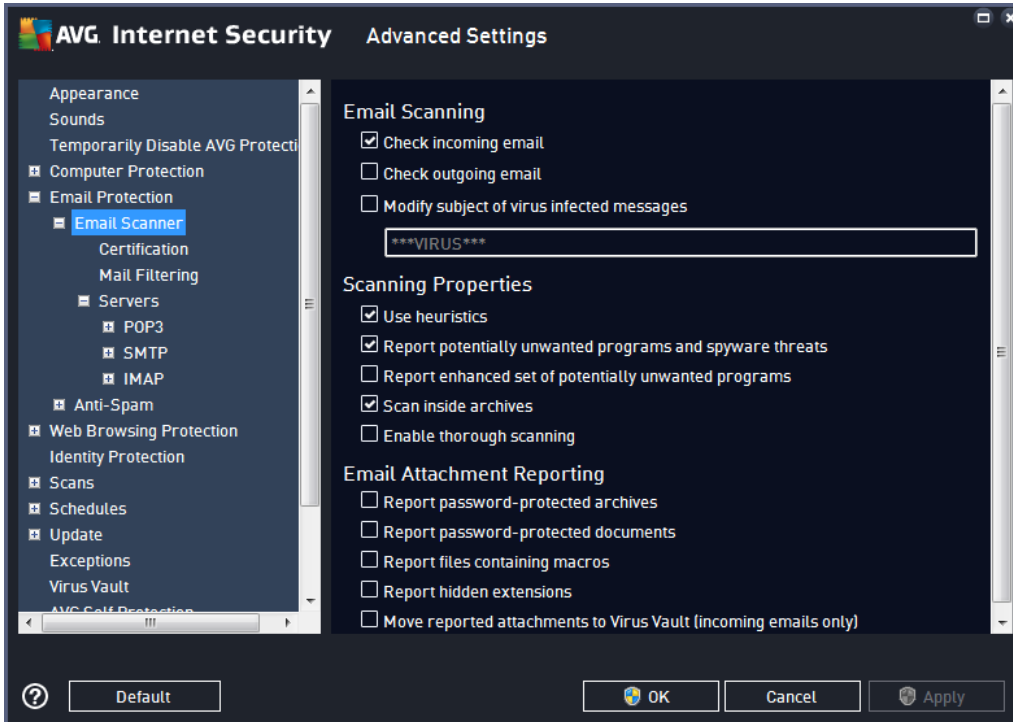 AVG. Internet Security Advanced Settings
Appearance
Sounds
Temporarily Disable AVG Protecti
Computer Protection
Email Protection
Email Scanner
Certification
Mail Filtering
Servers
POP3
SMTP
IMAP
Anti-Spam
Web Browsing Protection
Identity Protection
Scans
Schedules
Update
Exceptions
Virus Vault
AVG Self Protection
Email Scanning
Check incoming email
Check outgoing email
Modify subject of virus infected messages
***VIRUS***
Scanning Properties
Use heuristics
Report potentially unwanted programs and spyware threats
Report enhanced set of potentially unwanted programs
Scan inside archives
Enable thorough scanning
Email Attachment Reporting
Report password-protected archives
Report password-protected documents
Report files containing macros
Report hidden extensions
Move reported attachments to Virus Vault (incoming emails only)
? Default OK Cancel Apply